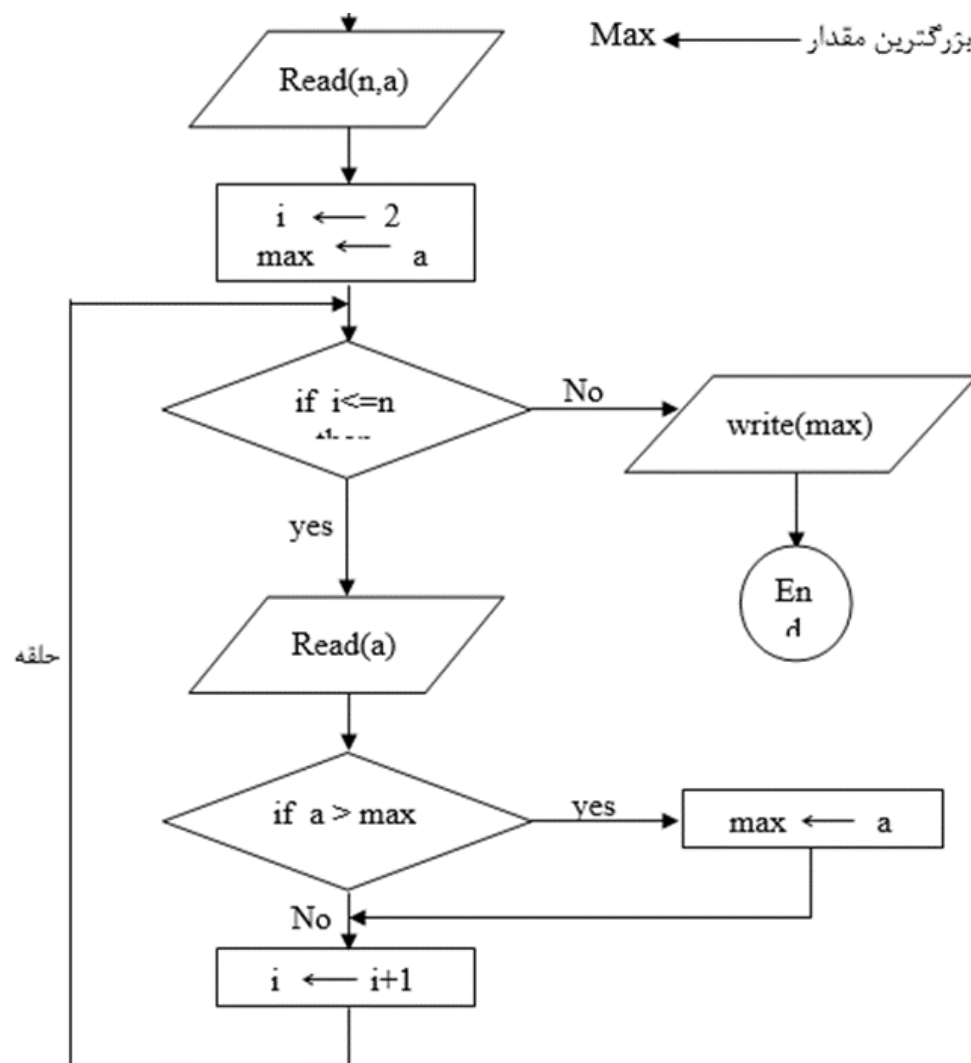 Max ← بزرگترین مقدار
Read(n,a)
i ← 2
max ← a
if i<=n
No
write(max)
yes
En
d
Read(a)
حلقه
if a > max
yes
max ← a
No
i ← i+1